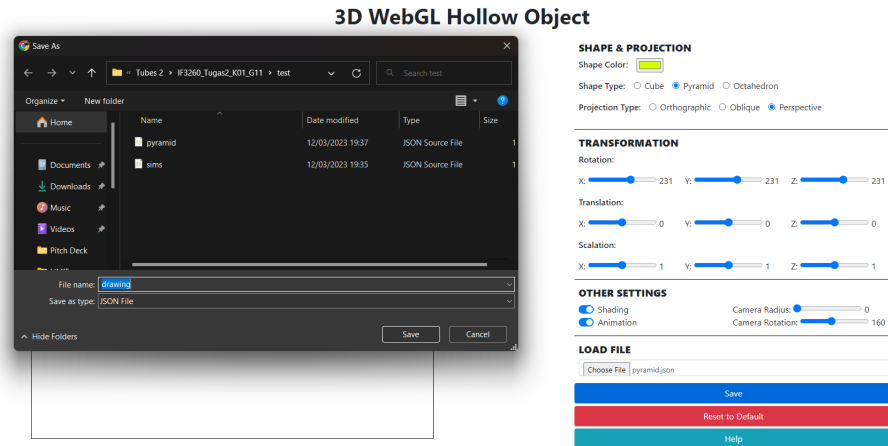 3D WebGL Hollow Object
Save As
« Tubes 2 > IF3260_Tugas2_K01_G11 > test
Search test
Organize
New folder
Name
Date modified
Type
Size
Home
Documents
Downloads
Music
Videos
Pitch Deck
pyramid 12/03/2023 19:37 JSON Source File 1
sims 12/03/2023 19:35 JSON Source File 1
File name: drawing
Save as type: JSON File
Hide Folders
Save
Cancel
SHAPE & PROJECTION
Shape Color:
Shape Type: Cube Pyramid Octahedron
Projection Type: Orthographic Oblique Perspective
TRANSFORMATION
Rotation:
X: 231 Y: 231 Z: 231
Translation:
X: 0 Y: 0 Z: 0
Scalation:
X: 1 Y: 1 Z: 1
OTHER SETTINGS
Shading Camera Radius: 0
Animation Camera Rotation: 160
LOAD FILE
Choose File pyramid.json
Save
Reset to Default
Help